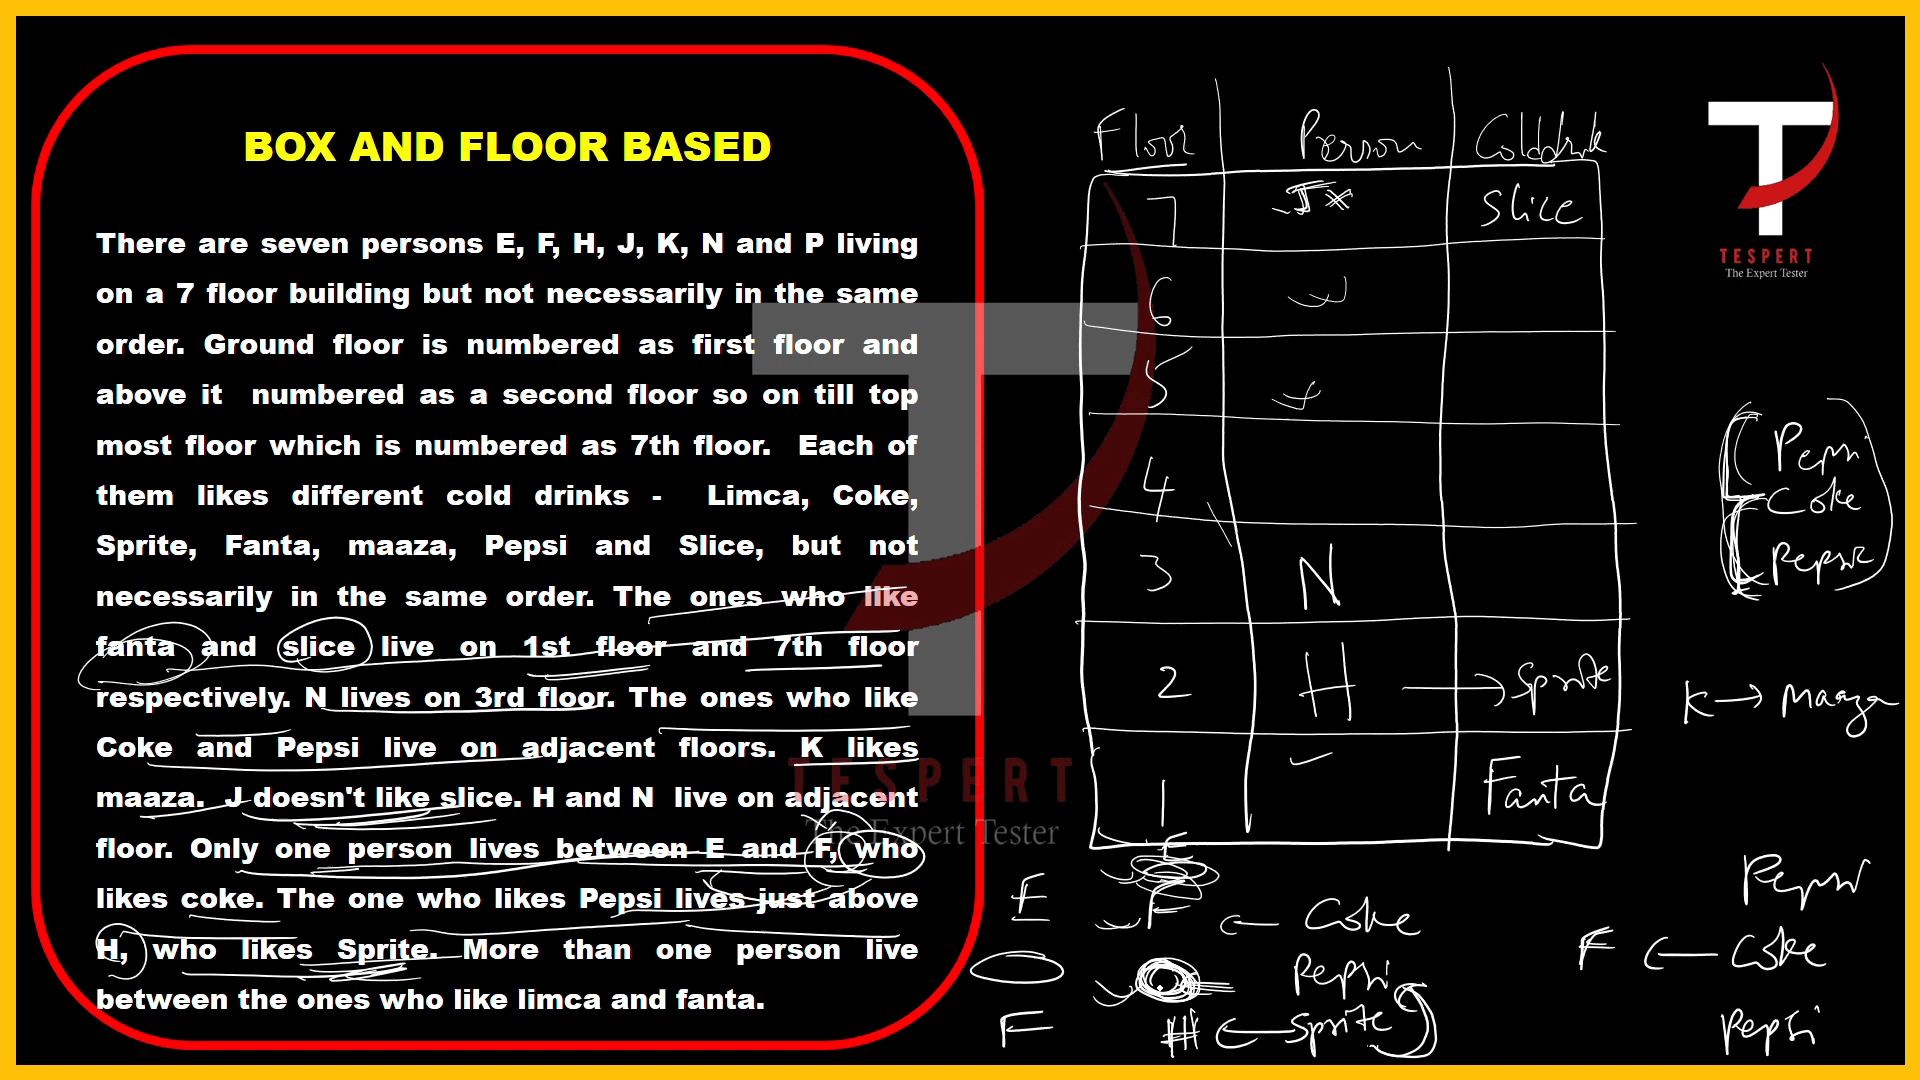 BOX AND FLOOR BASED
There are seven persons E, F, H, J, K, N and P living
on a 7 floor building but not necessarily in the same
order. Ground floor is numbered as first floor and
above it numbered as a second floor so on till top
most floor which is numbered as 7th floor. Each of
them likes different cold drinks - Limca, Coke,
Sprite, Fanta, maaza, Pepsi and Slice, but not
necessarily in the same order. The ones who like
fanta and slice live on 1st floor and 7th floor
respectively. N lives on 3rd floor. The ones who like
Coke and Pepsi live on adjacent floors. K likes
maaza. J doesn't like slice. H and N live on adjacent
floor. Only one person lives between E and F, who
likes coke. The one who likes Pepsi lives just above
H, who likes Sprite. More than one person live
between the ones who like limca and fanta.
Floor Person Colddrink
7 J× Slice
6
5
4
3 N
2 H → Sprite
1 Fanta
E
F
F ← Coke
Pepsi
H ← Sprite
Pepsi
Coke
Pepsi
K → Maaza
Pepsi
F ← Coke
Pepsi
TESPERT
The Expert Tester
TESPERT
The Expert Tester